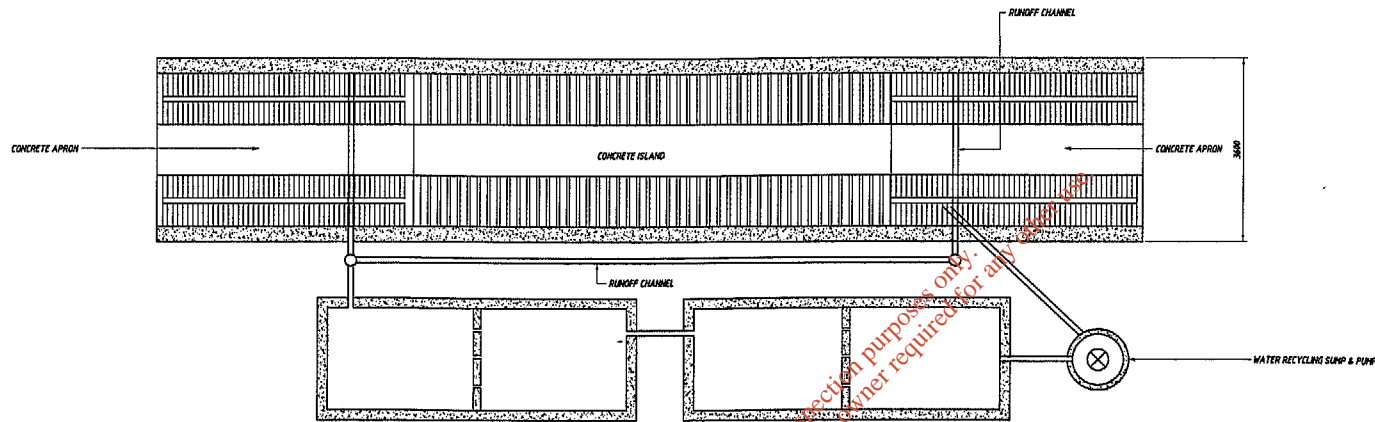 RUNOFF CHANNEL
CONCRETE APRON
CONCRETE ISLAND
CONCRETE APRON
3600
RUNOFF CHANNEL
WATER RECYCLING SUMP & PUMP
pection purposes only.
owner required for any other use.